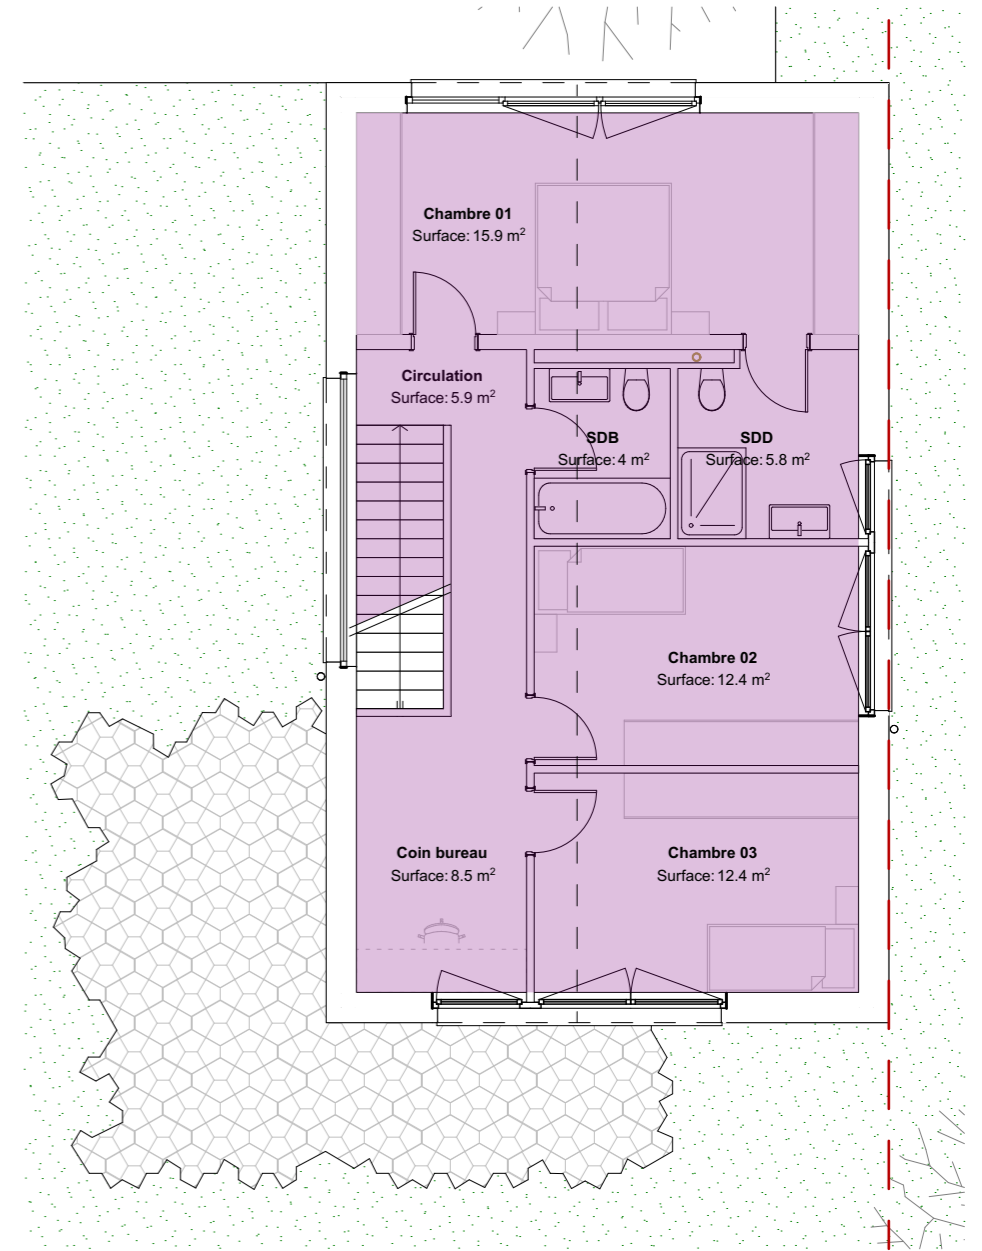 Chambre 01
Surface: 15.9 m²
Circulation
Surface: 5.9 m²
SDB
Surface: 4 m²
SDD
Surface: 5.8 m²
Chambre 02
Surface: 12.4 m²
Coin bureau
Surface: 8.5 m²
Chambre 03
Surface: 12.4 m²